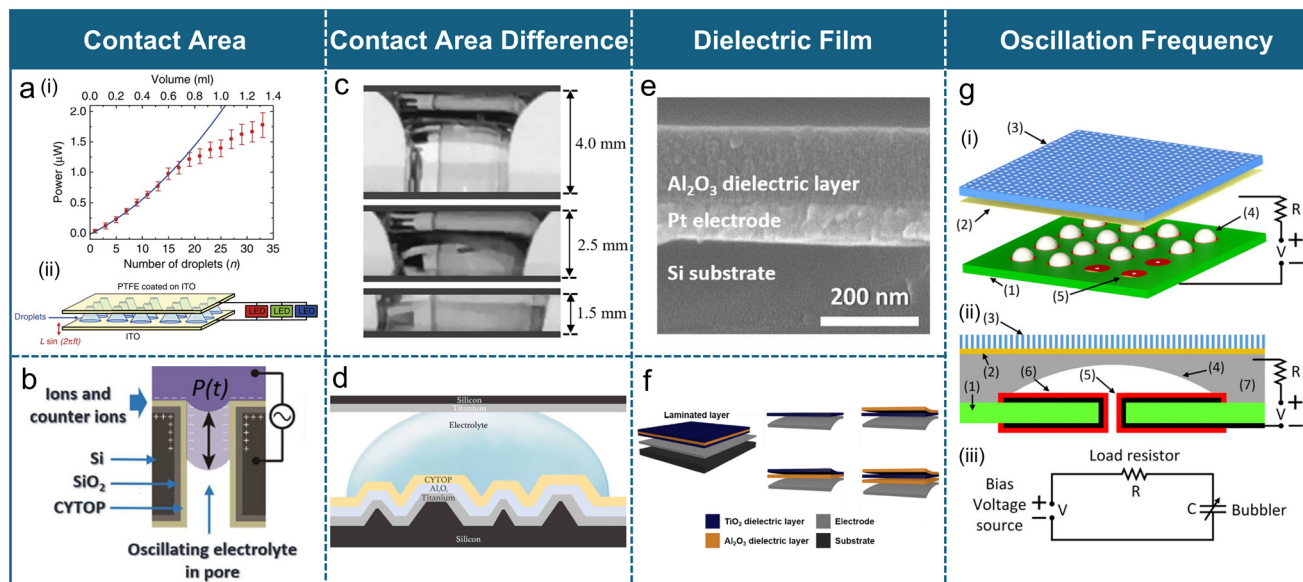 Contact Area
Contact Area Difference
Dielectric Film
Oscillation Frequency
a (i)
Volume (ml)
0.0 0.2 0.4 0.6 0.8 1.0 1.2 1.4
Power (μW)
2.0
1.5
1.0
0.5
0.0
0 5 10 15 20 25 30 35
Number of droplets (n)
(ii)
PTFE coated on ITO
Droplets
LED LED LED
L sin (2πft)
ITO
b
Ions and
counter ions
P(t)
Si
SiO₂
CYTOP
Oscillating electrolyte
in pore
c
4.0 mm
2.5 mm
1.5 mm
d
Silicon
Titanium
Electrolyte
CYTOP
Al₂O₃
Titanium
Silicon
e
Al₂O₃ dielectric layer
Pt electrode
Si substrate
200 nm
f
Laminated layer
TiO₂ dielectric layer
Electrode
Al₂O₃ dielectric layer
Substrate
g
(i)
(3)
(2)
(4)
R
+
V
−
(1)
(5)
(ii)
(3)
(2)
(4)
(1)
(6)
(5)
(7)
R
+
V
−
(iii)
Load resistor
R
Bias
Voltage
source
+
−
V
C
Bubbler